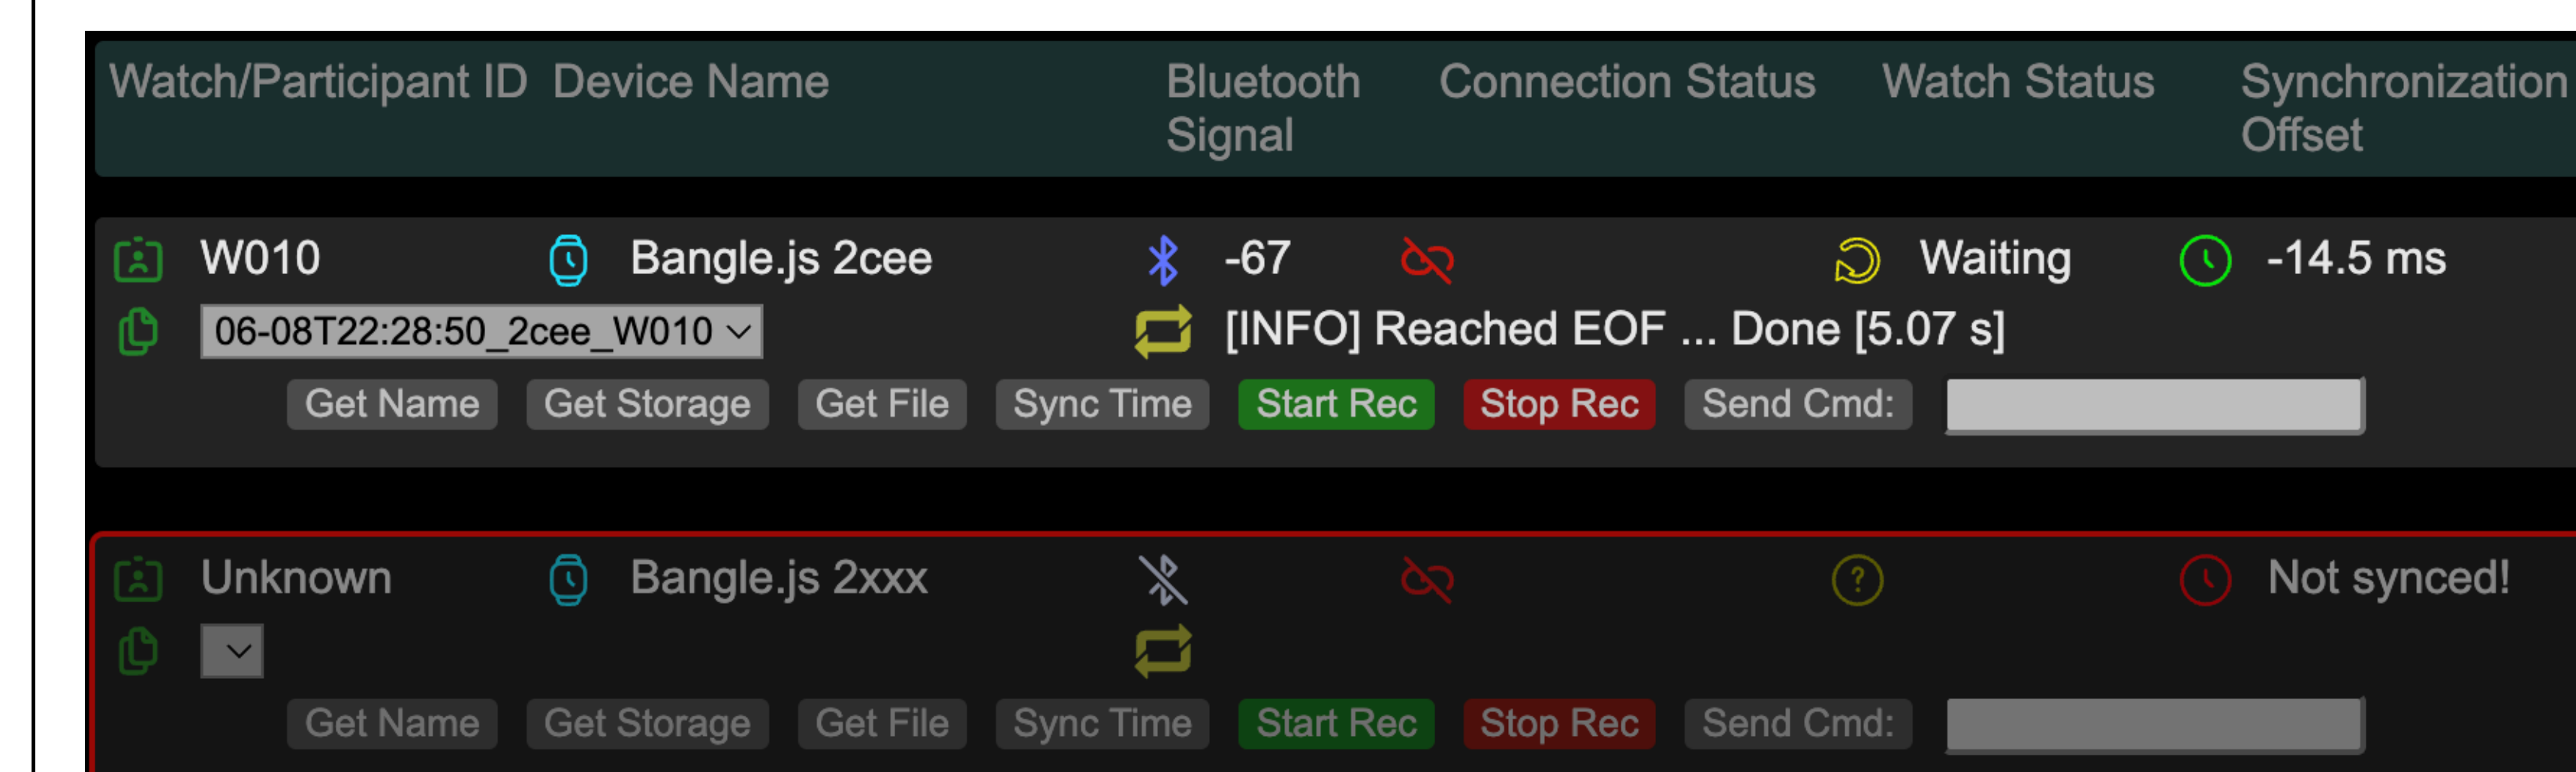 Watch/Participant ID Device Name Bluetooth Signal Connection Status Watch Status Synchronization Offset
W010 Bangle.js 2cee -67 Waiting -14.5 ms
06-08T22:28:50_2cee_W010 [INFO] Reached EOF ... Done [5.07 s]
Get Name Get Storage Get File Sync Time Start Rec Stop Rec Send Cmd:
Unknown Bangle.js 2xxx ? Not synced!
Get Name Get Storage Get File Sync Time Start Rec Stop Rec Send Cmd: